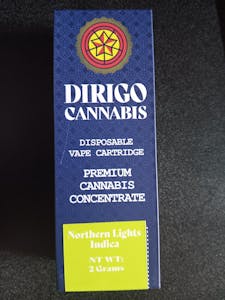 DIRIGO
CANNABIS
DISPOSABLE
VAPE CARTRIDGE
PREMIUM
CANNABIS
CONCENTRATE
Northern Lights
Indica
NT WT:
2 Grams